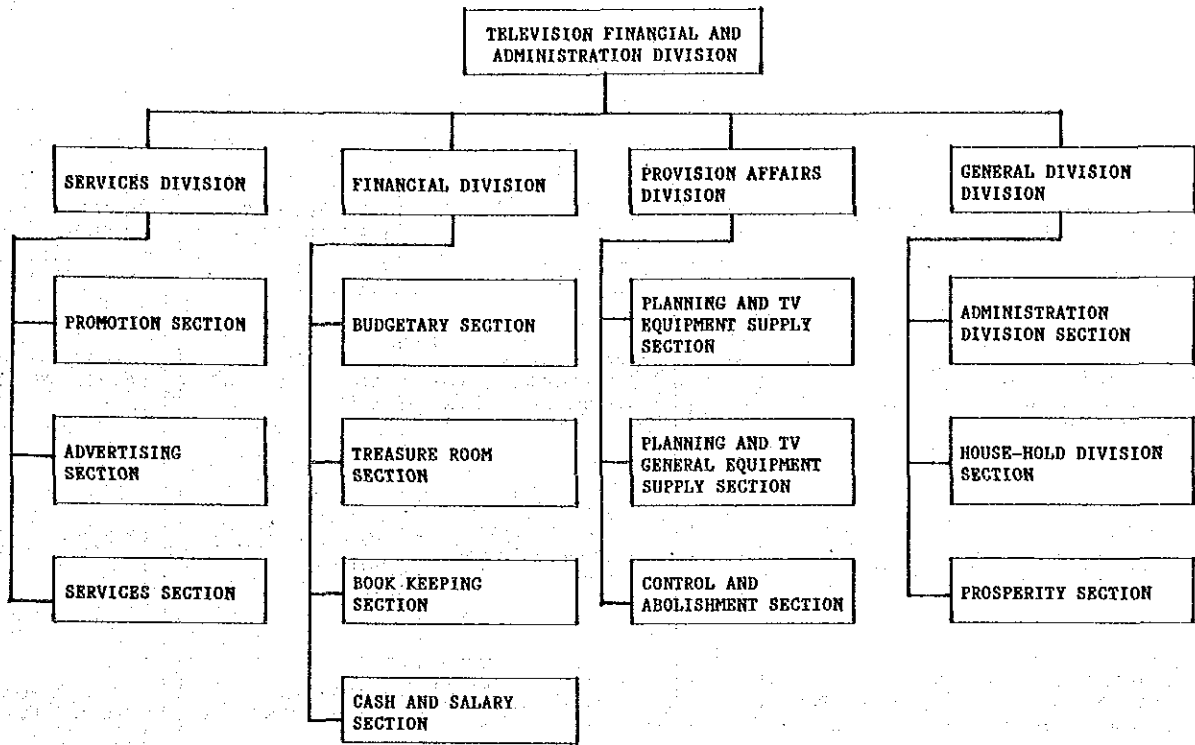 TELEVISION FINANCIAL AND
ADMINISTRATION DIVISION
SERVICES DIVISION
FINANCIAL DIVISION
PROVISION AFFAIRS
DIVISION
GENERAL DIVISION
DIVISION
PROMOTION SECTION
BUDGETARY SECTION
PLANNING AND TV
EQUIPMENT SUPPLY
SECTION
ADMINISTRATION
DIVISION SECTION
ADVERTISING
SECTION
TREASURE ROOM
SECTION
PLANNING AND TV
GENERAL EQUIPMENT
SUPPLY SECTION
HOUSE-HOLD DIVISION
SECTION
SERVICES SECTION
BOOK KEEPING
SECTION
CONTROL AND
ABOLISHMENT SECTION
PROSPERITY SECTION
CASH AND SALARY
SECTION